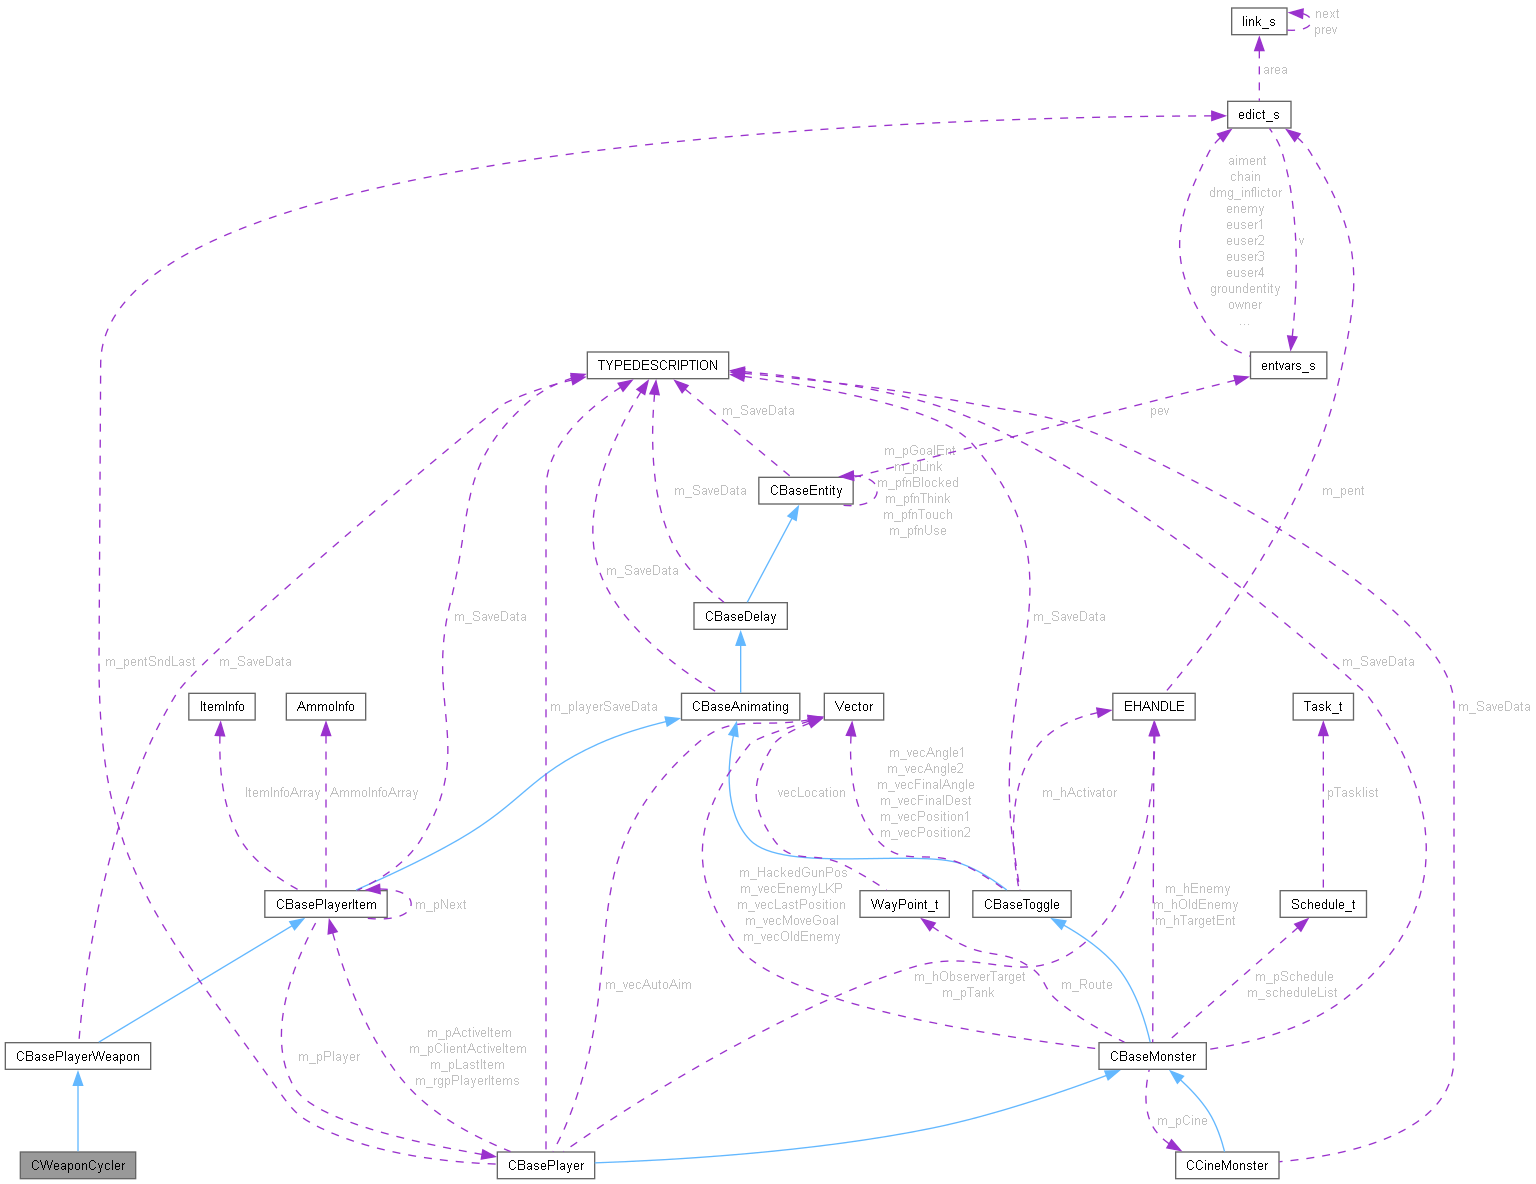 link_s
next
prev
area
edict_s
aiment
chain
dmg_inflictor
enemy
euser1
euser2
euser3
euser4
groundentity
owner
...
v
TYPEDESCRIPTION
entvars_s
m_SaveData
pev
m_pGoalEnt
m_pLink
m_pfnBlocked
m_pfnThink
m_pfnTouch
m_pfnUse
CBaseEntity
m_SaveData
m_pent
m_SaveData
CBaseDelay
m_SaveData
m_SaveData
m_pentSndLast
m_SaveData
m_SaveData
ItemInfo
AmmoInfo
m_playerSaveData
CBaseAnimating
Vector
EHANDLE
Task_t
m_SaveData
ItemInfoArray
AmmoInfoArray
vecLocation
m_vecAngle1
m_vecAngle2
m_vecFinalAngle
m_vecFinalDest
m_vecPosition1
m_vecPosition2
m_hActivator
pTasklist
CBasePlayerItem
m_pNext
m_HackedGunPos
m_vecEnemyLKP
m_vecLastPosition
m_vecMoveGoal
m_vecOldEnemy
WayPoint_t
CBaseToggle
m_hEnemy
m_hOldEnemy
m_hTargetEnt
Schedule_t
m_vecAutoAim
m_hObserverTarget
m_pTank
m_Route
m_pSchedule
m_scheduleList
CBasePlayerWeapon
m_pPlayer
m_pActiveItem
m_pClientActiveItem
m_pLastItem
m_rgpPlayerItems
CBaseMonster
m_pCine
CWeaponCycler
CBasePlayer
CCineMonster